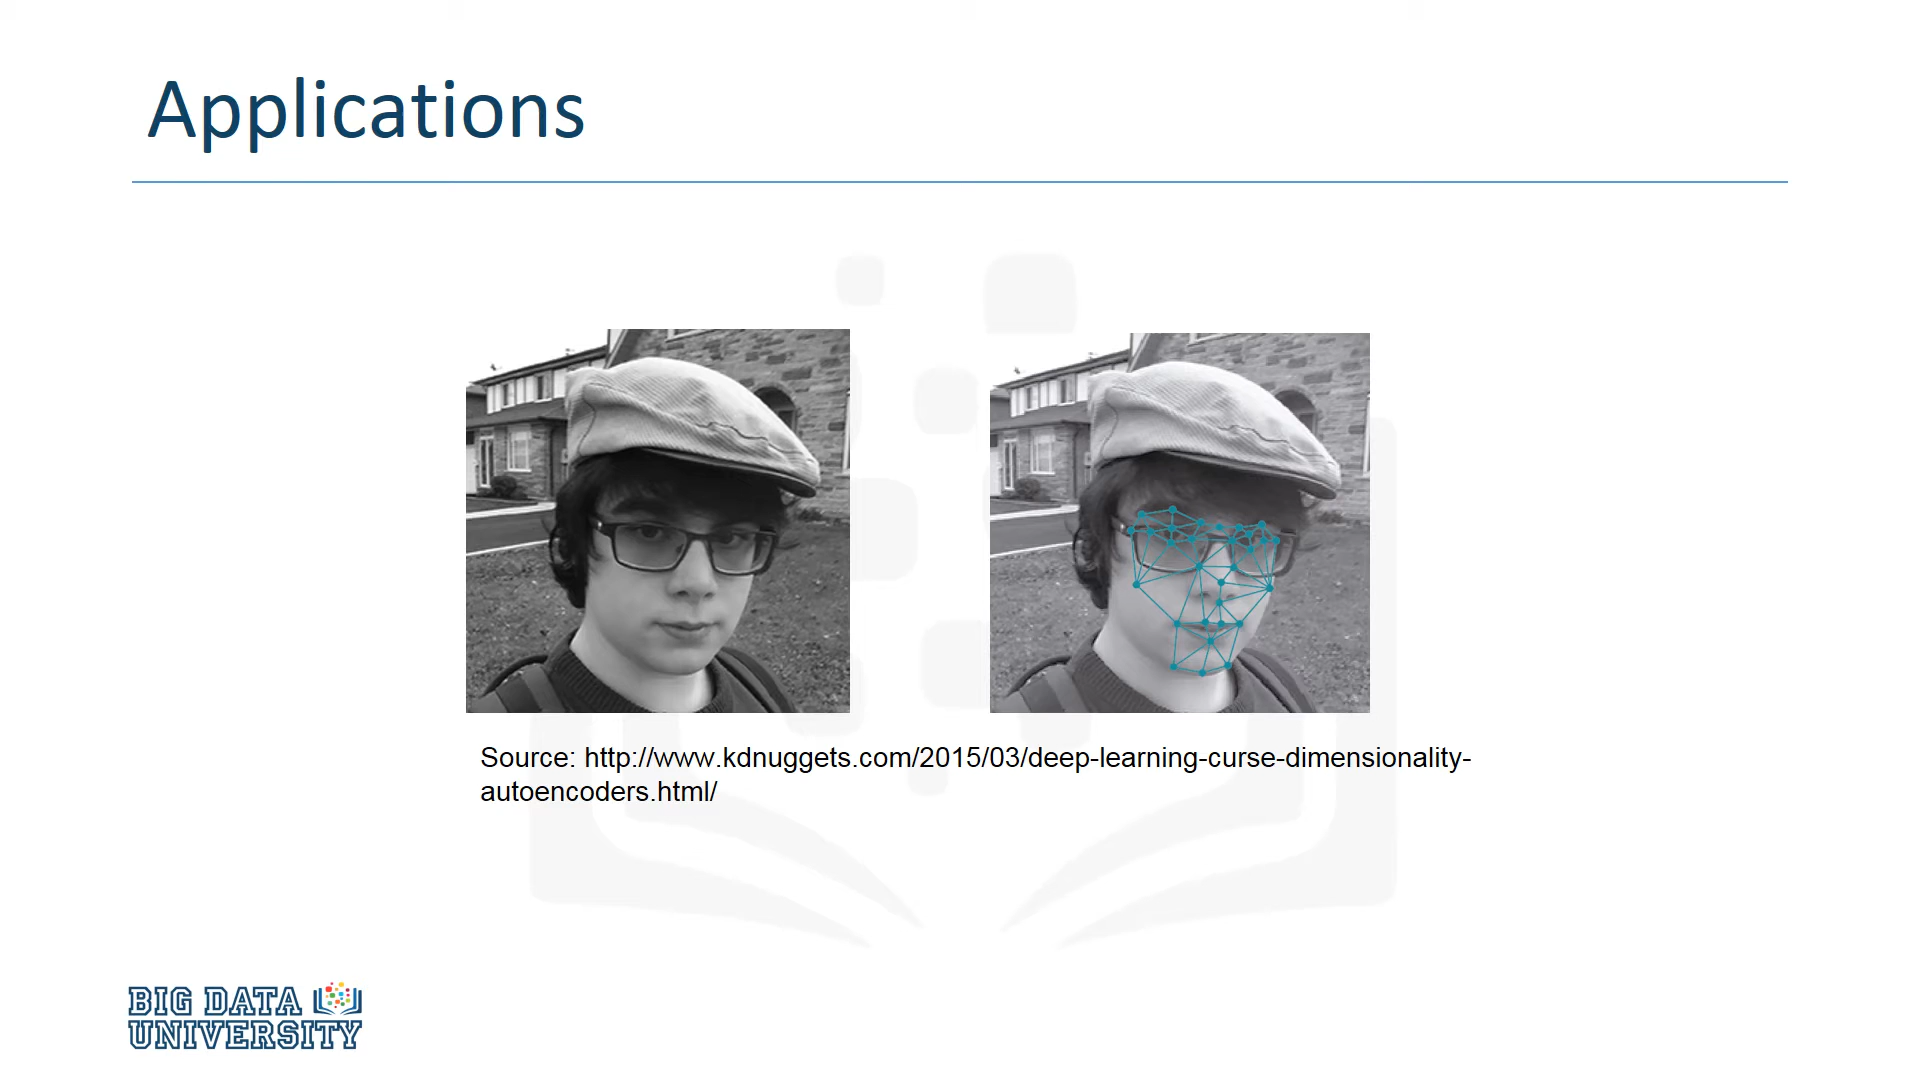 Applications
Source: http://www.kdnuggets.com/2015/03/deep-learning-curse-dimensionality-
autoencoders.html/
BIG DATA
UNIVERSITY